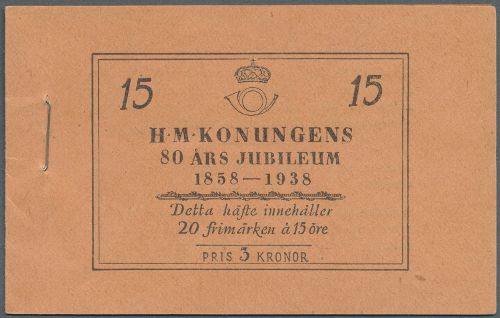 15 15
H·M·KONUNGENS
80 ÅRS JUBILEUM
1858—1938
Detta häfte innehåller
20 frimärken à 15 öre
PRIS 3 KRONOR